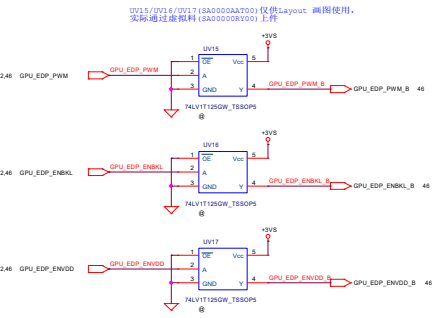 UV15/UV16/UV17(SA0000AAT00)仅供Layout 画图使用,
实际通过虚拟料(SA00000RY00)上件
+3VS
UV15
1 OE Vcc 5
2,46 GPU_EDP_PWM GPU_EDP_PWM 2 A
3 GND Y 4 GPU_EDP_PWM_B GPU_EDP_PWM_B 46
74LV1T125GW_TSSOP5
@
+3VS
UV16
1 OE Vcc 5
2,46 GPU_EDP_ENBKL GPU_EDP_ENBKL 2 A
3 GND Y 4 GPU_EDP_ENBKL_B GPU_EDP_ENBKL_B 46
74LV1T125GW_TSSOP5
@
+3VS
UV17
1 OE Vcc 5
2,46 GPU_EDP_ENVDD GPU_EDP_ENVDD 2 A
3 GND Y 4 GPU_EDP_ENVDD_B GPU_EDP_ENVDD_B 46
74LV1T125GW_TSSOP5
@